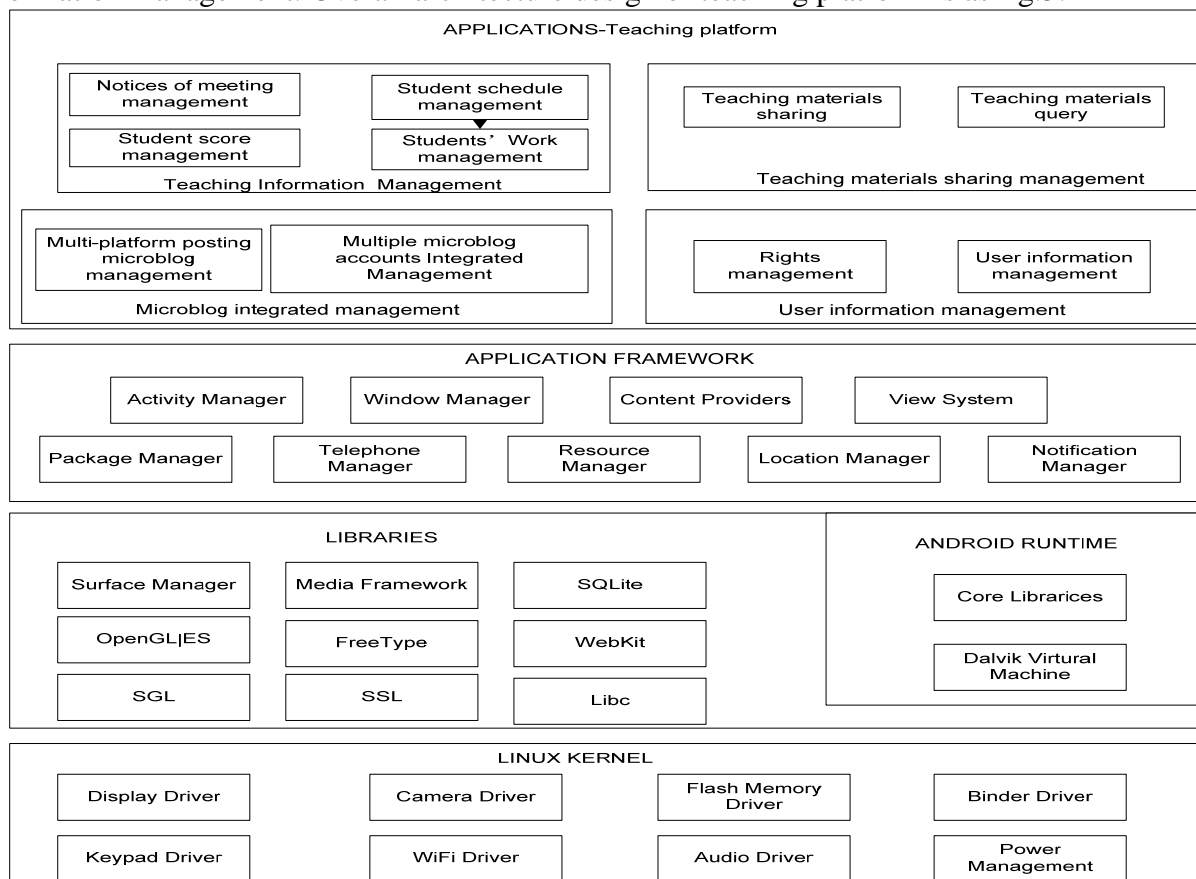 APPLICATIONS-Teaching platform
Notices of meeting
management
Student schedule
management
Student score
management
Students' Work
management
Teaching Information Management
Teaching materials
sharing
Teaching materials
query
Teaching materials sharing management
Multi-platform posting
microblog
management
Multiple microblog
accounts Integrated
Management
Microblog integrated management
Rights
management
User information
management
User information management
APPLICATION FRAMEWORK
Activity Manager
Window Manager
Content Providers
View System
Package Manager
Telephone
Manager
Resource
Manager
Location Manager
Notification
Manager
LIBRARIES
Surface Manager
Media Framework
SQLite
OpenGL|ES
FreeType
WebKit
SGL
SSL
Libc
ANDROID RUNTIME
Core Librarices
Dalvik Virtural
Machine
LINUX KERNEL
Display Driver
Camera Driver
Flash Memory
Driver
Binder Driver
Keypad Driver
WiFi Driver
Audio Driver
Power
Management